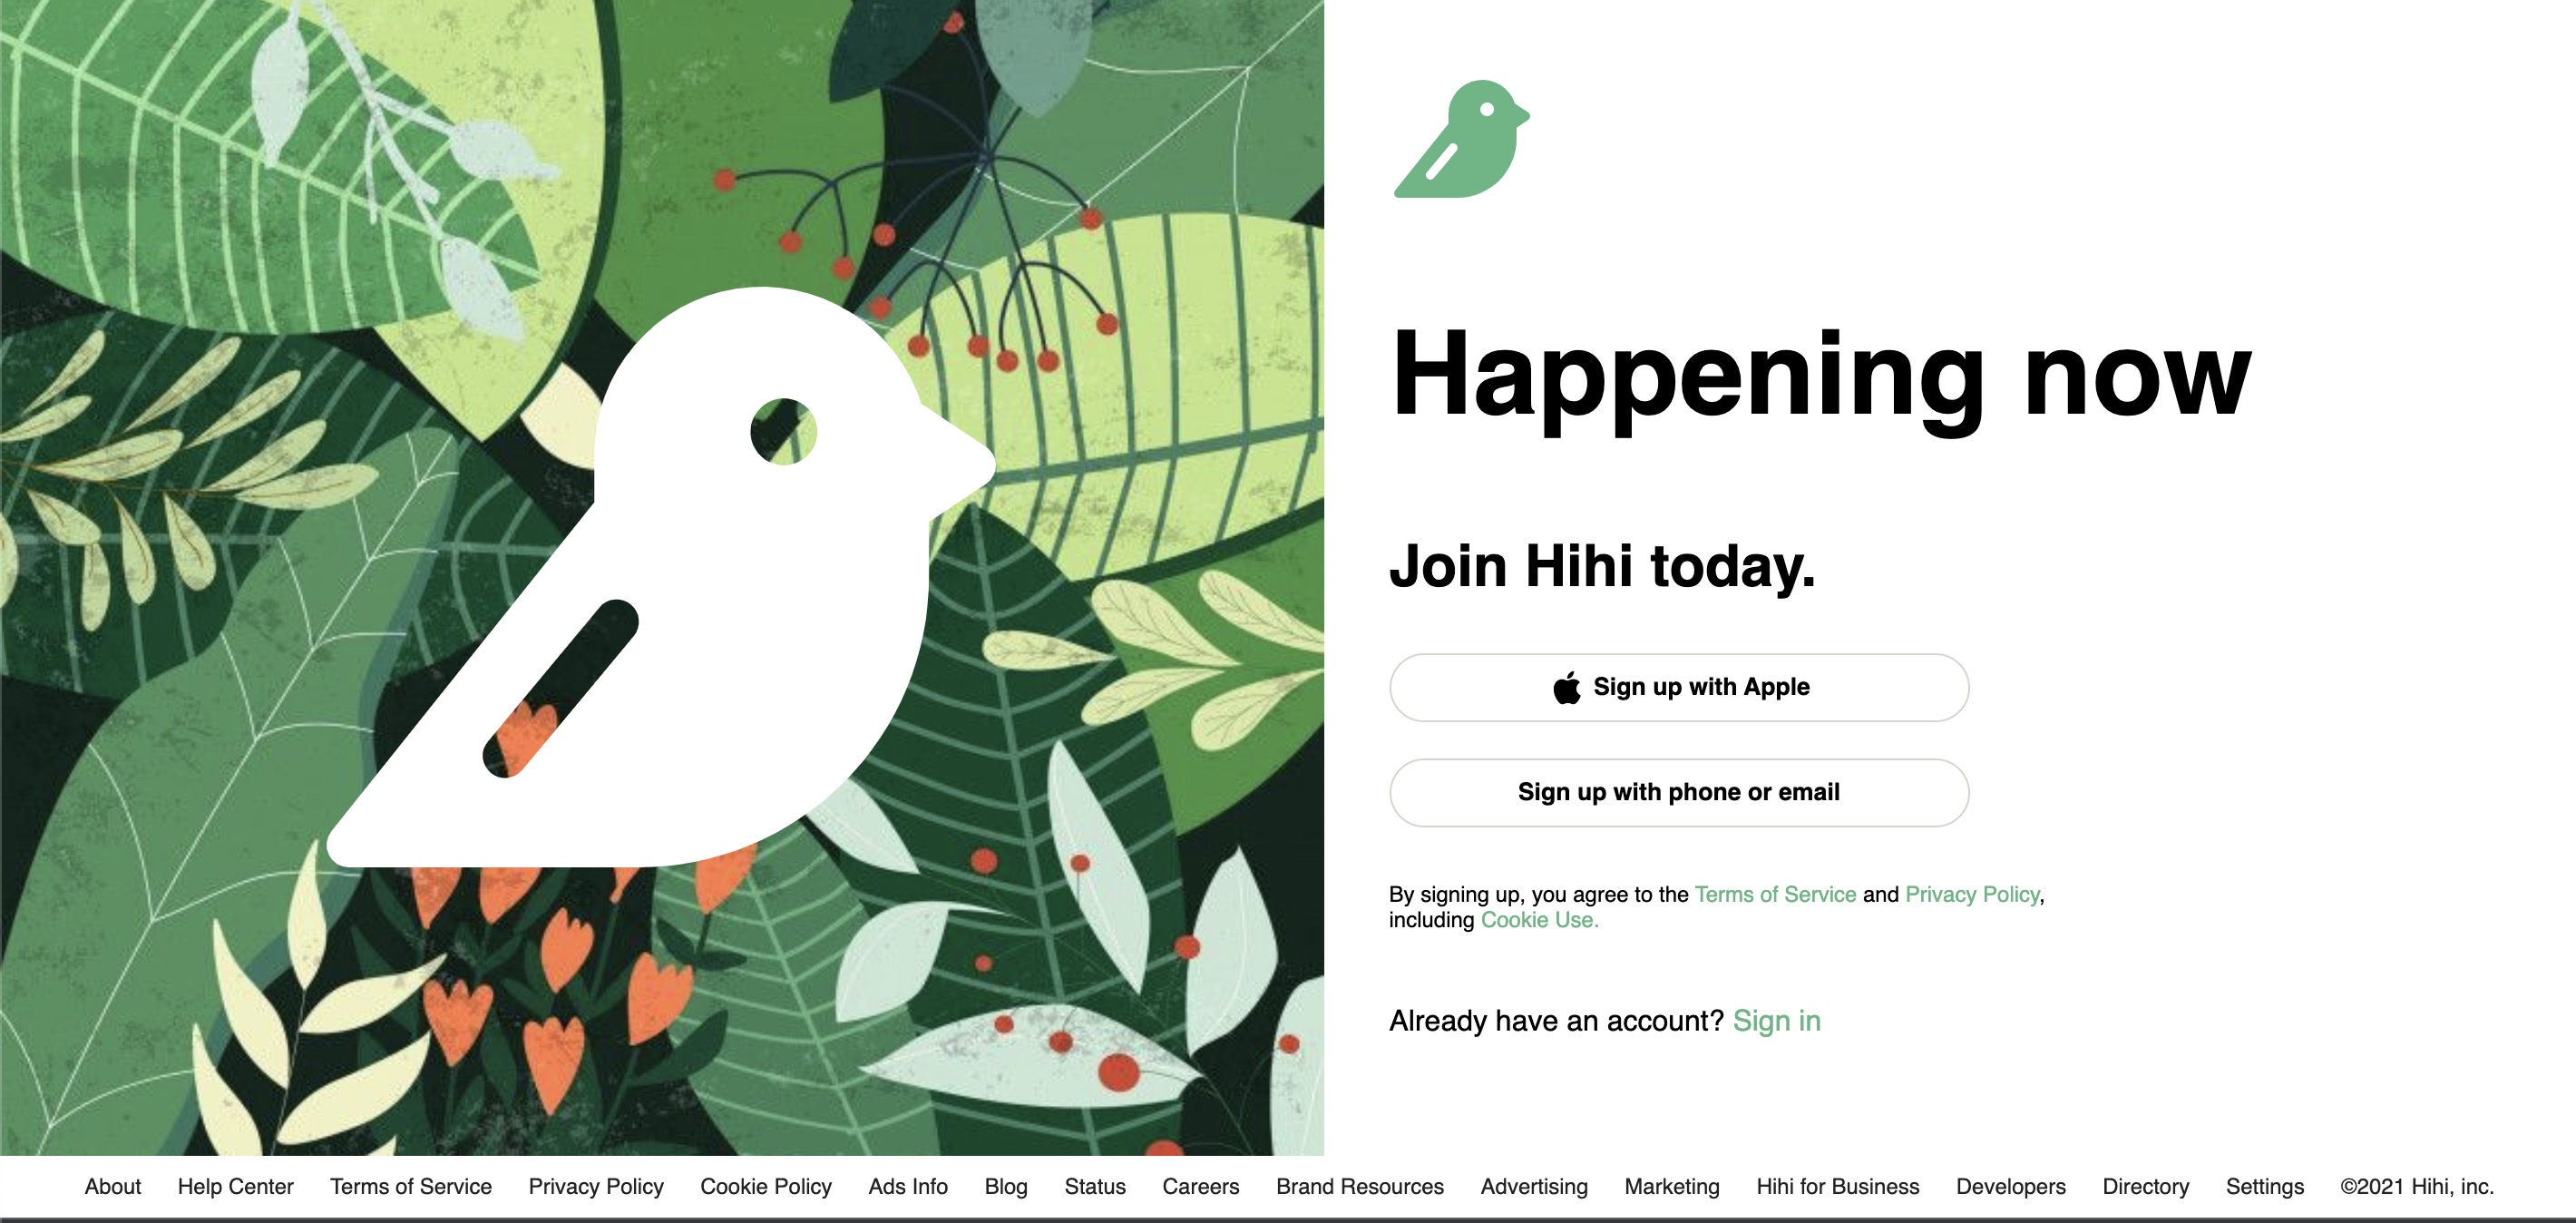 Happening now
Join Hihi today.
Sign up with Apple
Sign up with phone or email
By signing up, you agree to the Terms of Service and Privacy Policy,
including Cookie Use.
Already have an account? Sign in
About Help Center Terms of Service Privacy Policy Cookie Policy Ads Info Blog Status Careers Brand Resources Advertising Marketing Hihi for Business Developers Directory Settings ©2021 Hihi, inc.